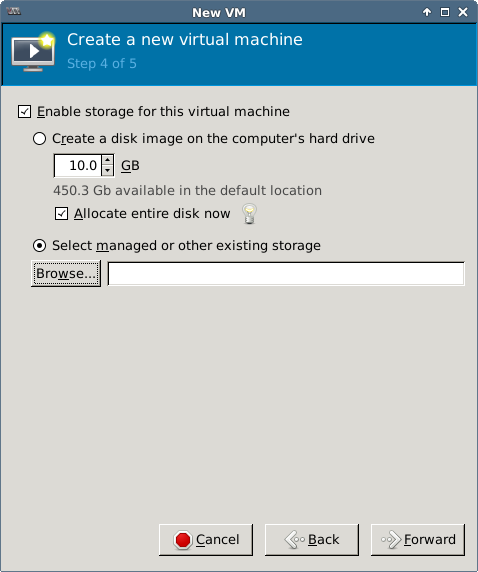 New VM
Create a new virtual machine
Step 4 of 5
Enable storage for this virtual machine
Create a disk image on the computer's hard drive
10.0 GB
450.3 Gb available in the default location
Allocate entire disk now
Select managed or other existing storage
Browse...
Cancel Back Forward